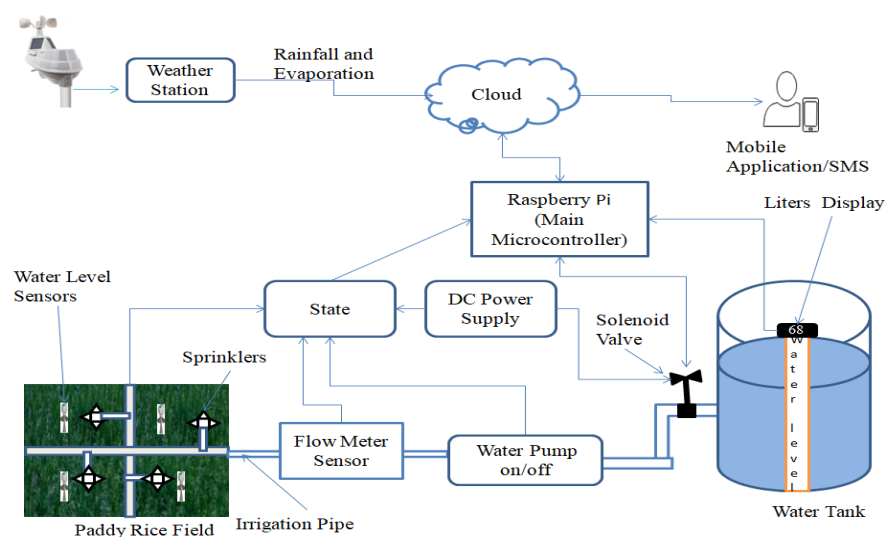 Weather
Station
Rainfall and
Evaporation
Cloud
Mobile
Application/SMS
Raspberry Pi
(Main
Microcontroller)
Liters Display
Water Level
Sensors
State
DC Power
Supply
Solenoid
Valve
68
Water level
Sprinklers
Flow Meter
Sensor
Water Pump
on/off
Irrigation Pipe
Paddy Rice Field
Water Tank